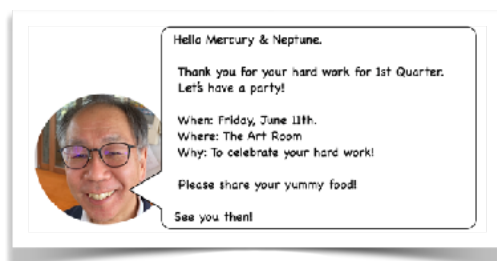 Hello Mercury & Neptune.
Thank you for your hard work for 1st Quarter.
Let's have a party!
When: Friday, June 11th.
Where: The Art Room
Why: To celebrate your hard work!
Please share your yummy food!
See you then!